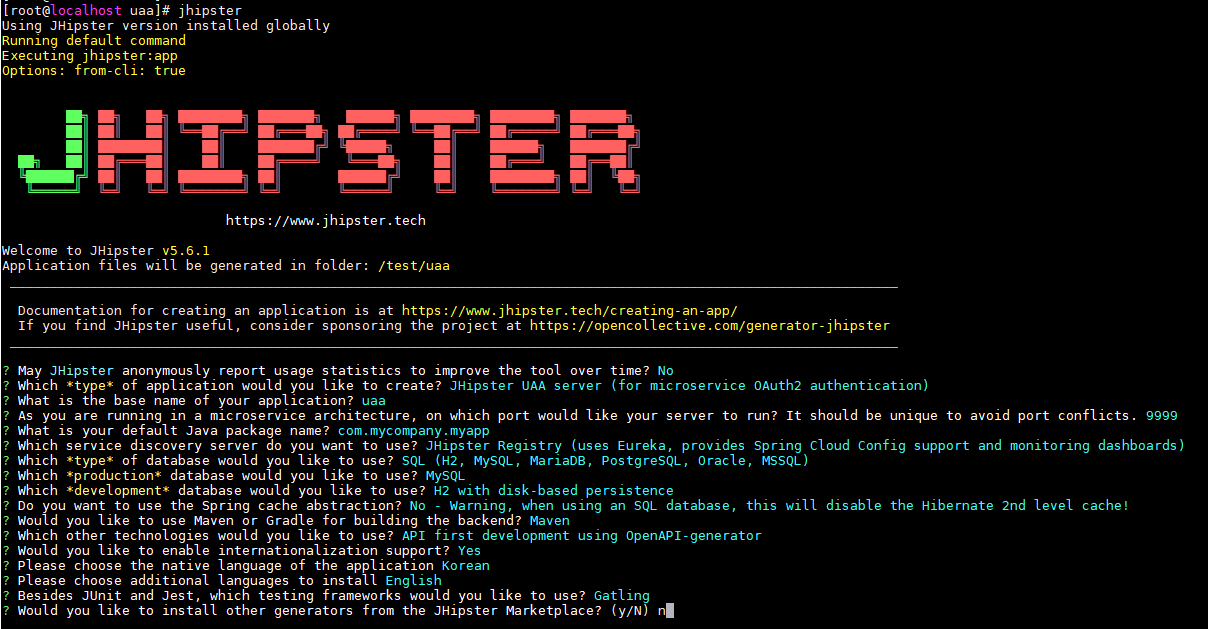 [root@localhost uaa]# jhipster
Using JHipster version installed globally
Running default command
Executing jhipster:app
Options: from-cli: true
JHIPSTER
https://www.jhipster.tech
Welcome to JHipster v5.6.1
Application files will be generated in folder: /test/uaa
Documentation for creating an application is at https://www.jhipster.tech/creating-an-app/
If you find JHipster useful, consider sponsoring the project at https://opencollective.com/generator-jhipster
? May JHipster anonymously report usage statistics to improve the tool over time? No
? Which *type* of application would you like to create? JHipster UAA server (for microservice OAuth2 authentication)
? What is the base name of your application? uaa
? As you are running in a microservice architecture, on which port would like your server to run? It should be unique to avoid port conflicts. 9999
? What is your default Java package name? com.mycompany.myapp
? Which service discovery server do you want to use? JHipster Registry (uses Eureka, provides Spring Cloud Config support and monitoring dashboards)
? Which *type* of database would you like to use? SQL (H2, MySQL, MariaDB, PostgreSQL, Oracle, MSSQL)
? Which *production* database would you like to use? MySQL
? Which *development* database would you like to use? H2 with disk-based persistence
? Do you want to use the Spring cache abstraction? No - Warning, when using an SQL database, this will disable the Hibernate 2nd level cache!
? Would you like to use Maven or Gradle for building the backend? Maven
? Which other technologies would you like to use? API first development using OpenAPI-generator
? Would you like to enable internationalization support? Yes
? Please choose the native language of the application Korean
? Please choose additional languages to install English
? Besides JUnit and Jest, which testing frameworks would you like to use? Gatling
? Would you like to install other generators from the JHipster Marketplace? (y/N) n